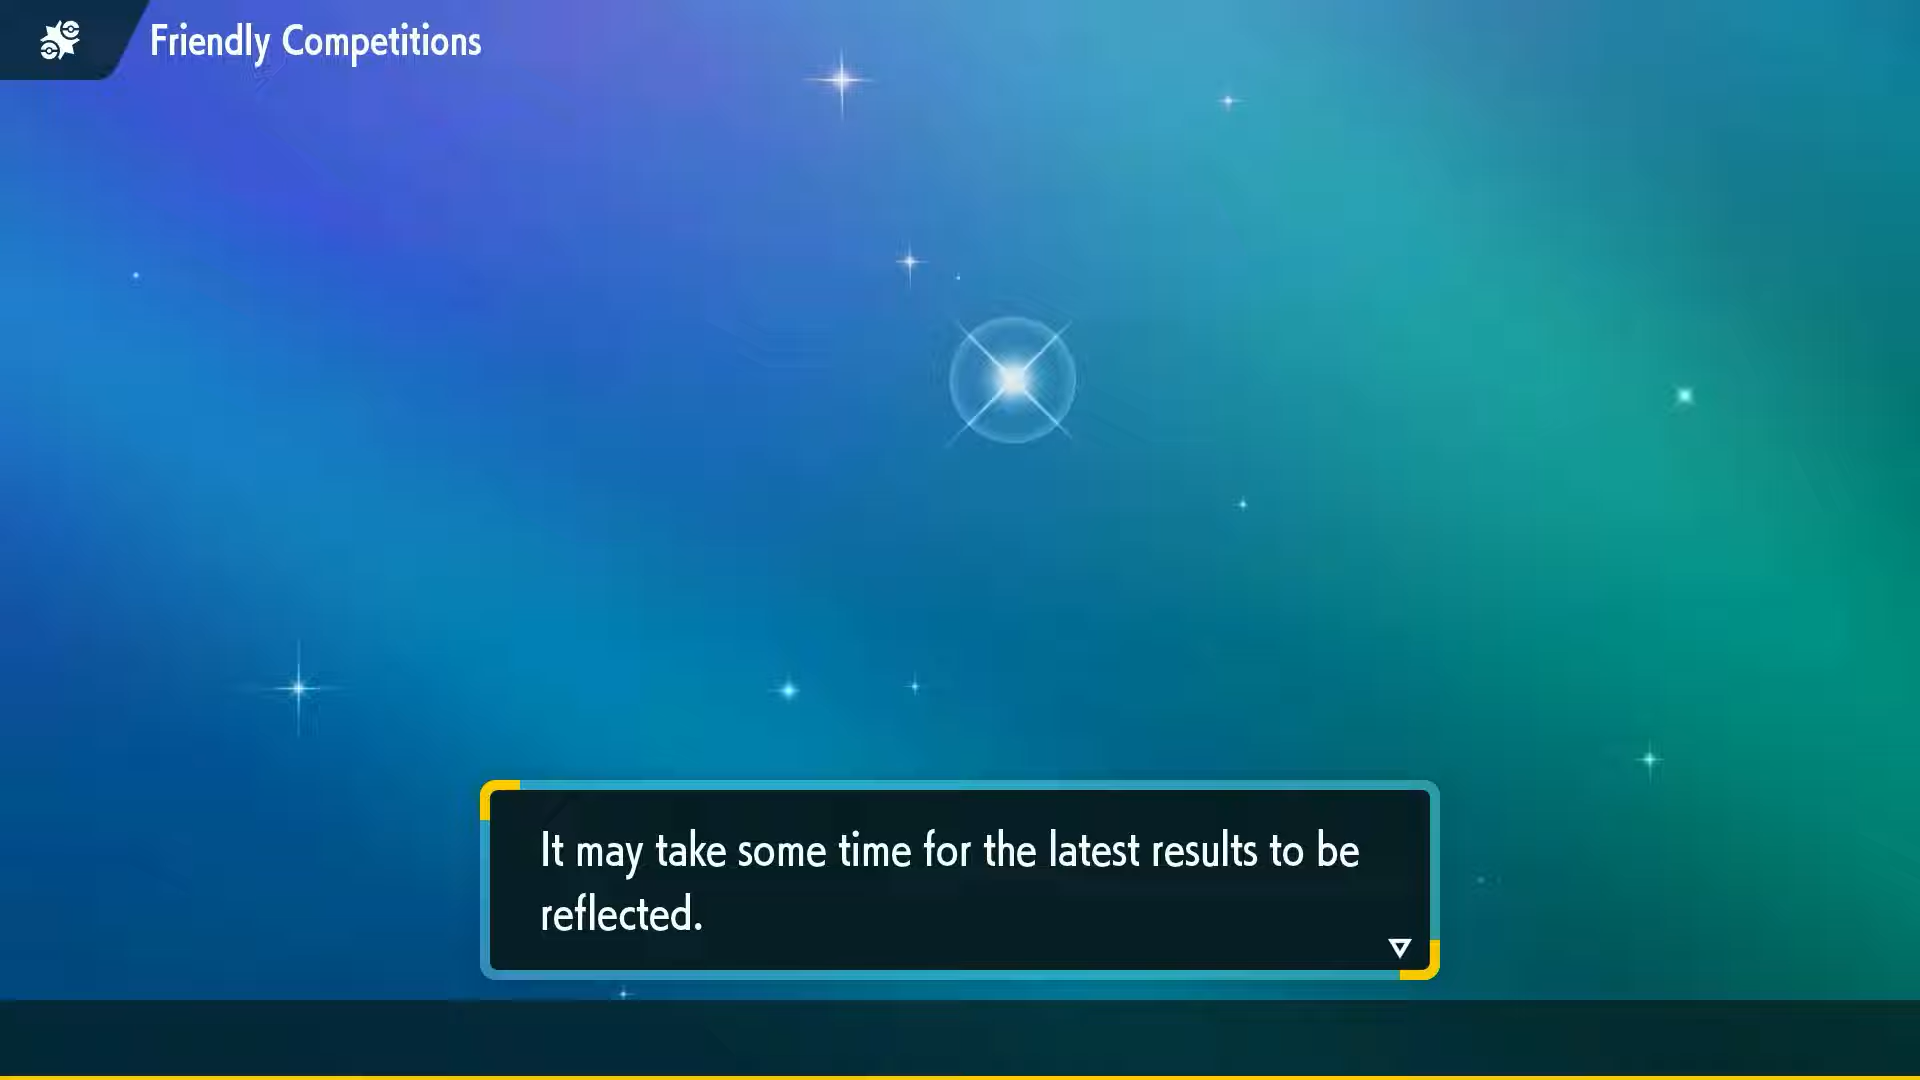 Friendly Competitions
It may take some time for the latest results to be
reflected.